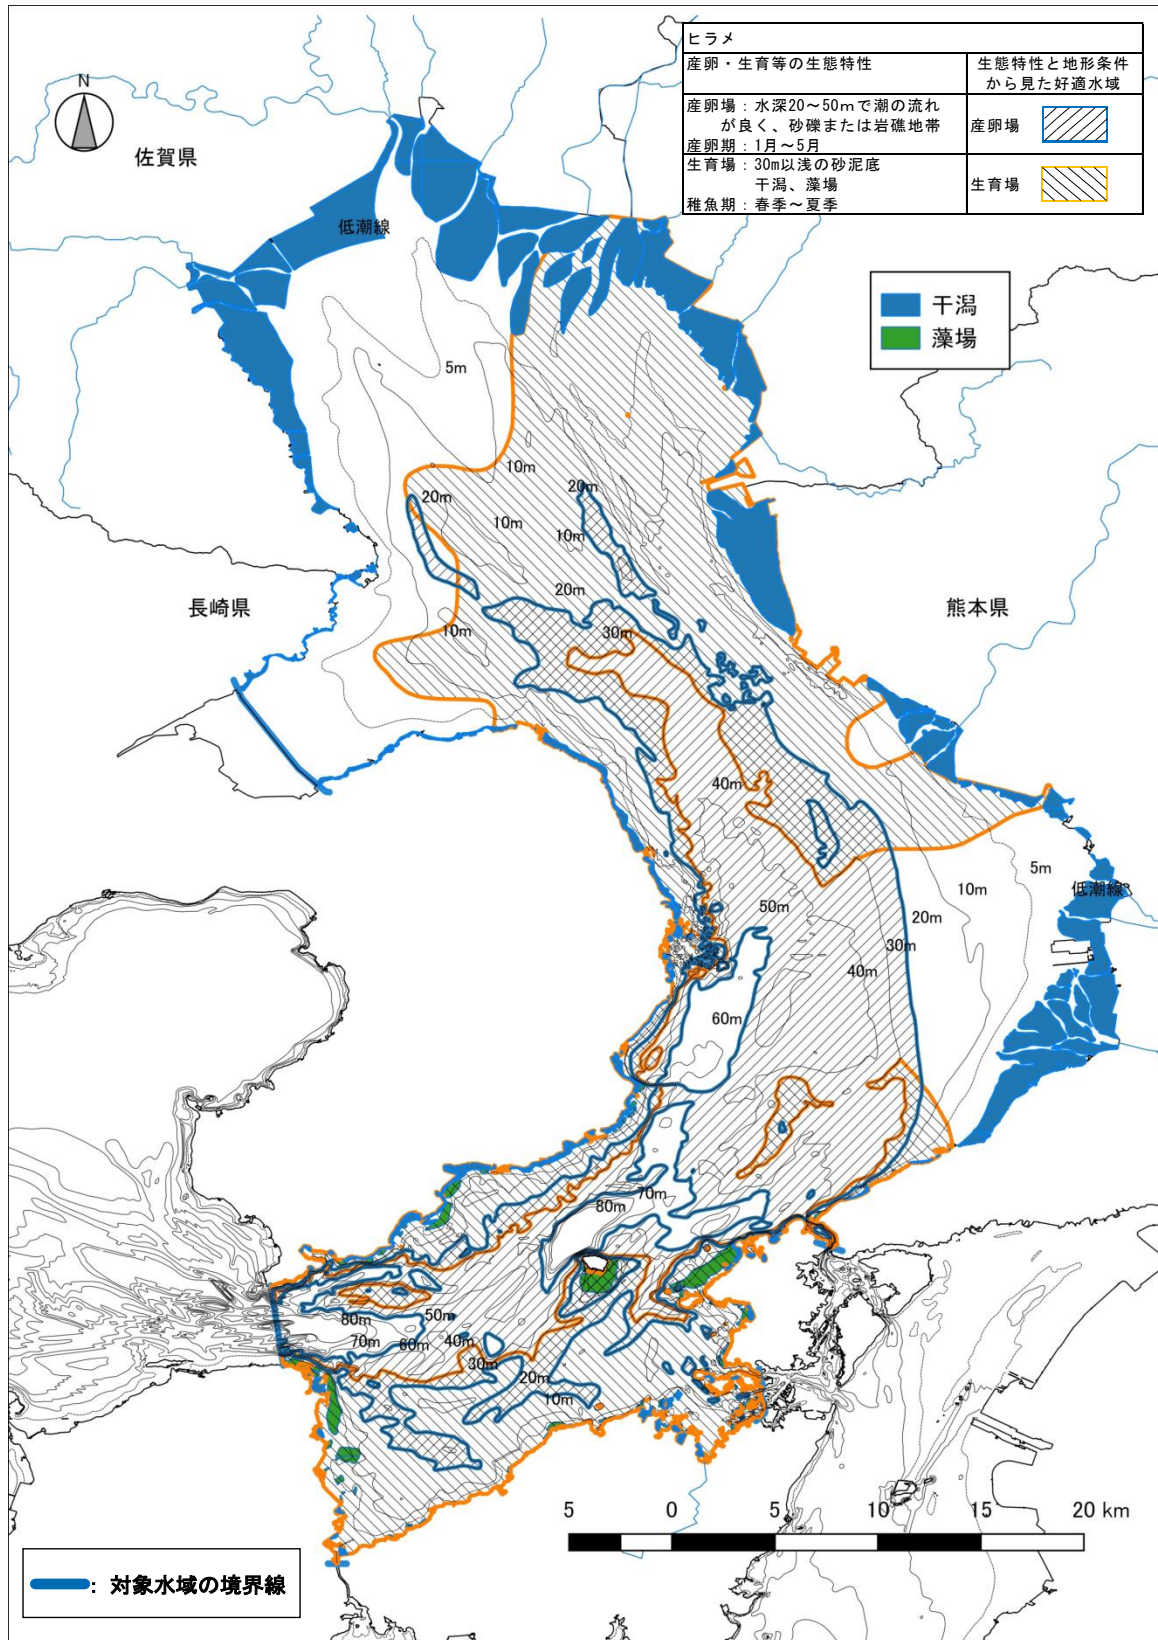 ヒラメ
産卵・生育等の生態特性
生態特性と地形条件
から見た好適水域
産卵場：水深20～50mで潮の流れ
が良く、砂礫または岩礁地帯
産卵期：1月～5月
産卵場
生育場：30m以浅の砂泥底
干潟、藻場
稚魚期：春季～夏季
生育場
N
佐賀県
低潮線
干潟
藻場
5m
10m
20m
20m
10m
10m
20m
長崎県
熊本県
10m
30m
40m
5m
10m
低潮線
50m
20m
30m
40m
60m
70m
80m
50m
80m
70m
60m
40m
30m
20m
10m
5 0 5 10 15 20 km
: 対象水域の境界線